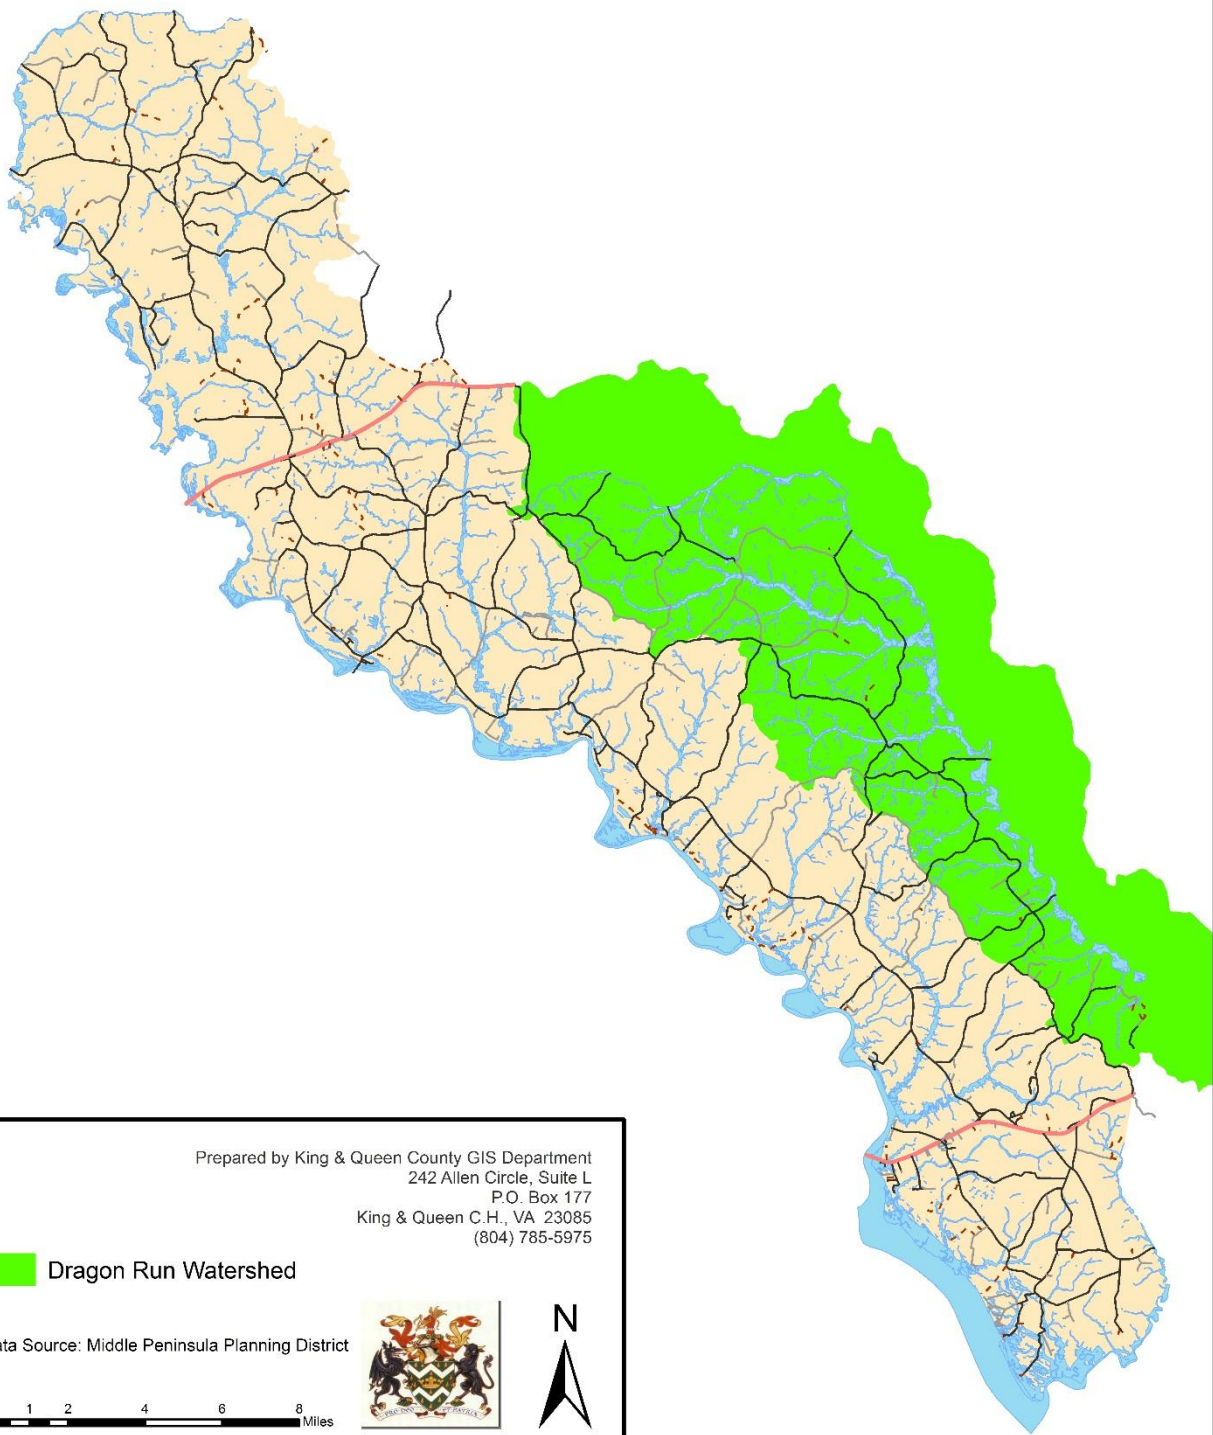 Prepared by King & Queen County GIS Department
242 Allen Circle, Suite L
P.O. Box 177
King & Queen C.H., VA 23085
(804) 785-5975
Dragon Run Watershed
ata Source: Middle Peninsula Planning District
N
1 2 4 6 8
Miles